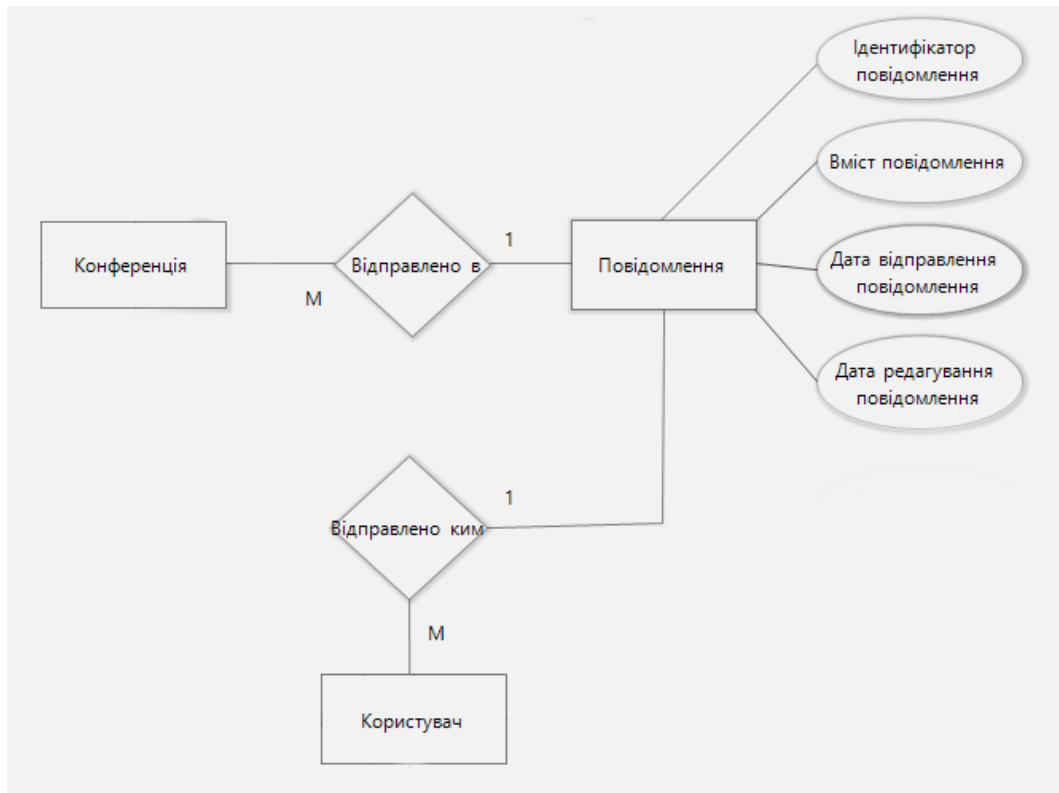 Ідентифікатор
повідомлення
Вміст повідомлення
1
Конференція
Відправлено в
Повідомлення
Дата відправлення
повідомлення
М
Дата редагування
повідомлення
1
Відправлено ким
М
Користувач